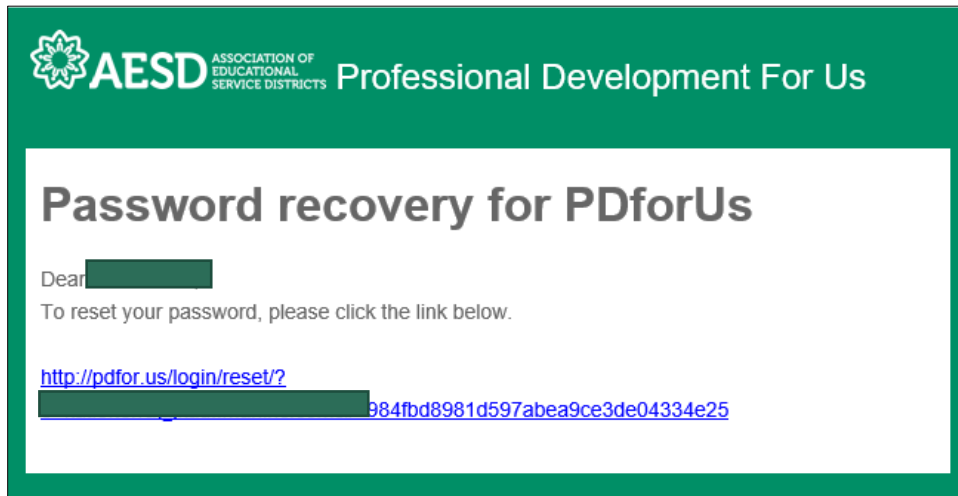 AESD ASSOCIATION OF EDUCATIONAL SERVICE DISTRICTS Professional Development For Us
Password recovery for PDforUs
Dear
To reset your password, please click the link below.
http://pdfor.us/login/reset/?
984fbd8981d597abea9ce3de04334e25